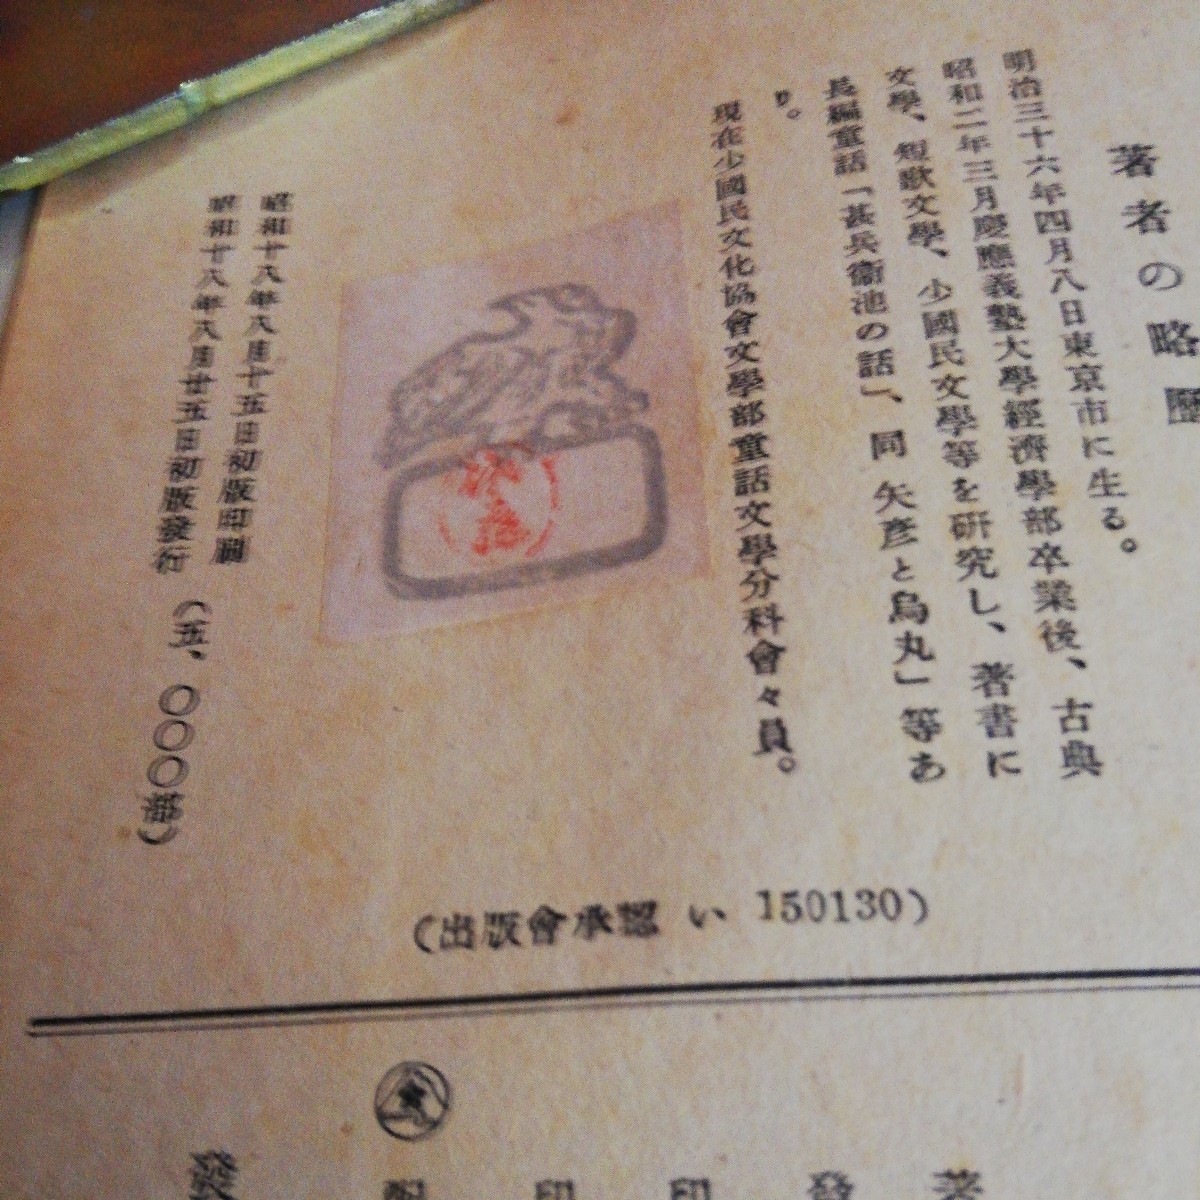 著者の略歴
明治三十六年四月八日東京市に生る。
昭和二年三月慶應義塾大學經濟學部卒業後、古典
文學、短歌文學、少國民文學等を研究し、著書に
長編童話「甚兵衞池の話」、同 矢彦と烏丸」等あ
り。
現在少國民文化協會文學部童話文學分科會々員。
昭和十八年八月十五日初版印刷
昭和十八年八月廿五日初版發行 (五、〇〇〇部)
(出版會承認 い 150130)